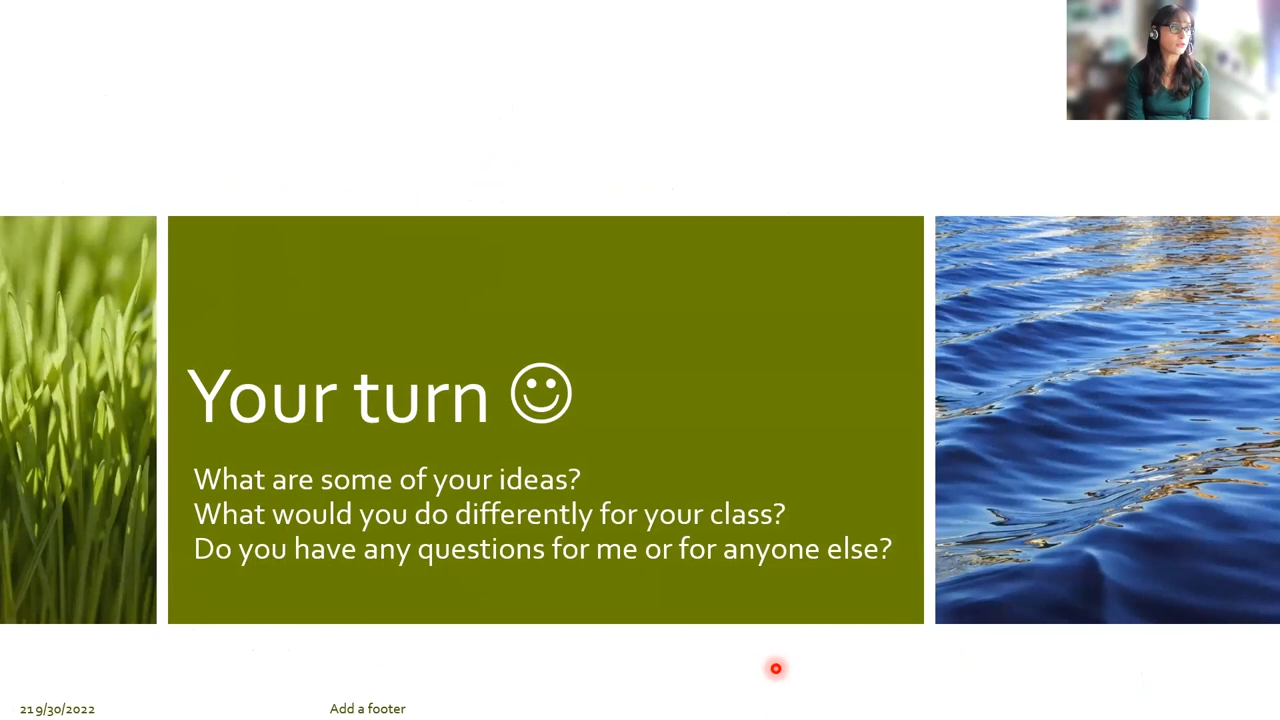 Your turn ☺
What are some of your ideas?
What would you do differently for your class?
Do you have any questions for me or for anyone else?
219/30/2022 Add a footer